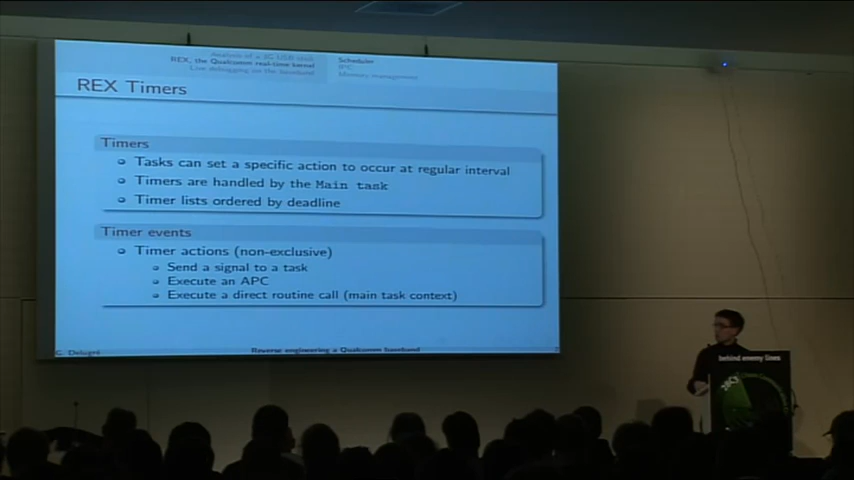 Analysis of a 3G USB stick
REX, the Qualcomm real-time kernel
Live debugging on the baseband
Scheduler
IPC
Memory management
REX Timers
Timers
Tasks can set a specific action to occur at regular interval
Timers are handled by the Main task
Timer lists ordered by deadline
Timer events
Timer actions (non-exclusive)
Send a signal to a task
Execute an APC
Execute a direct routine call (main task context)
G. Delugré
Reverse engineering a Qualcomm baseband
behind enemy lines